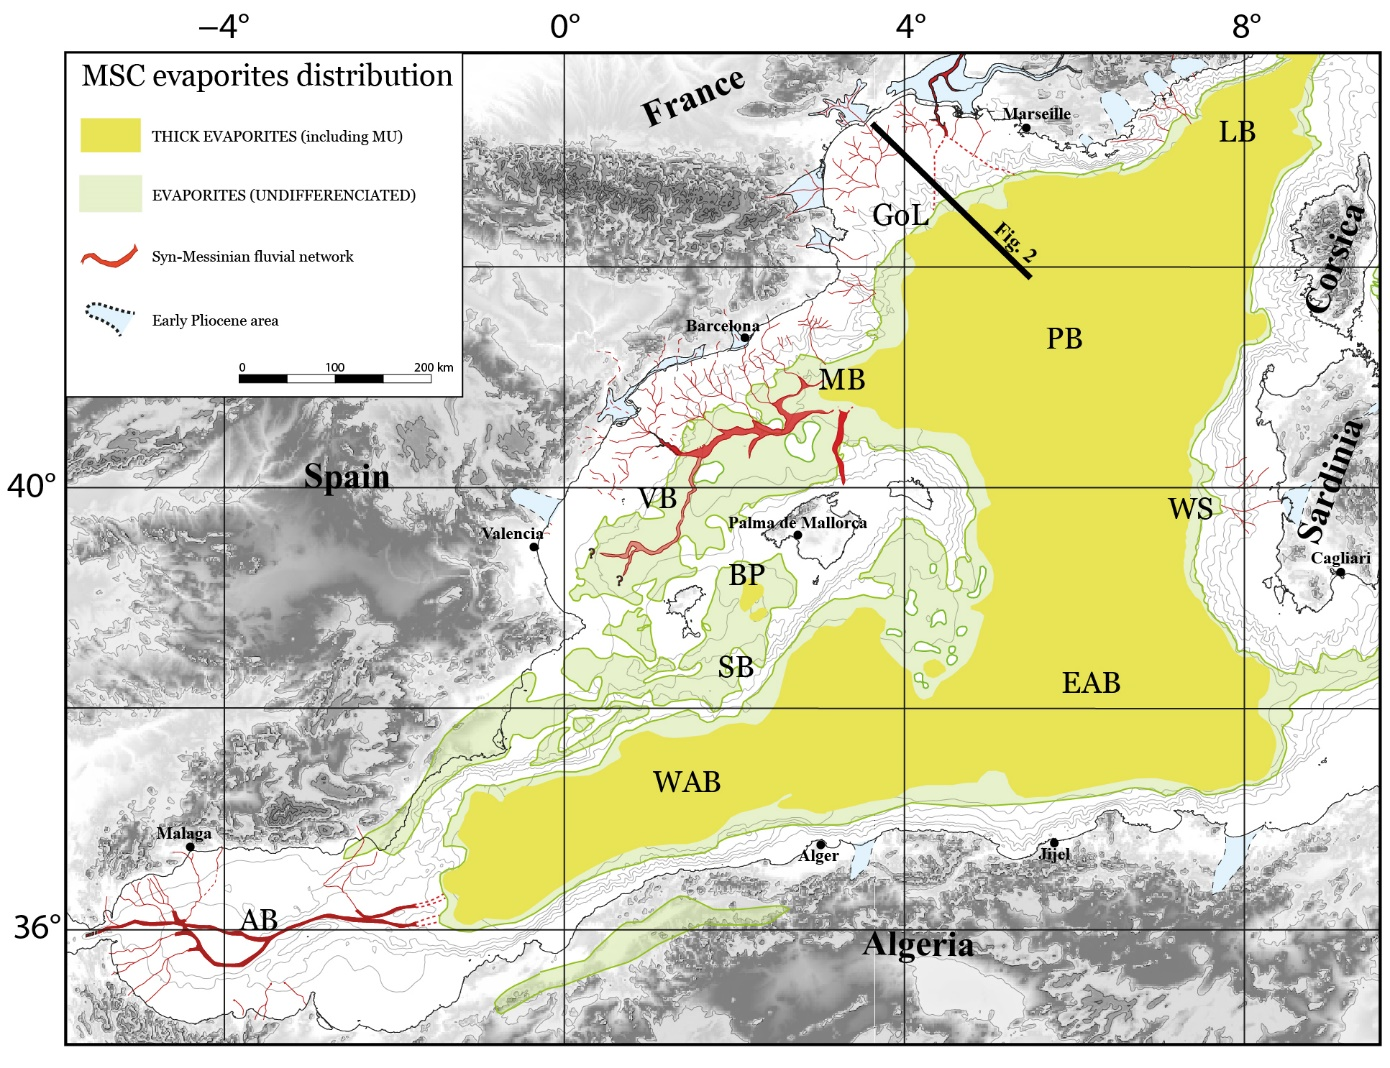 −4°
0°
4°
8°
MSC evaporites distribution
THICK EVAPORITES (including MU)
EVAPORITES (UNDIFFERENCIATED)
Syn-Messinian fluvial network
Early Pliocene area
0 100 200 km
France
Marseille
LB
GoL
Fig. 2
Corsica
Barcelona
PB
MB
Spain
40°
VB
WS
Sardinia
Palma de Mallorca
Valencia
?
?
Cagliari
BP
SB
EAB
WAB
Malaga
Alger
Jijel
36°
AB
Algeria